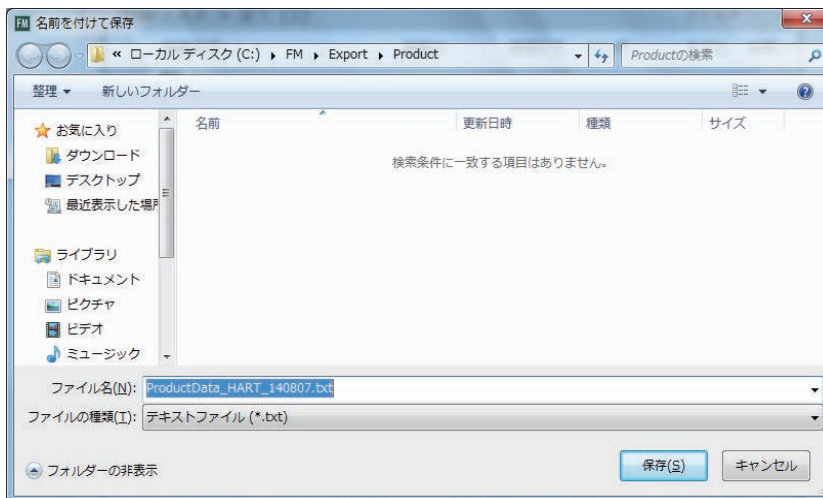 FM 名前を付けて保存
« ローカル ディスク (C:) ▸ FM ▸ Export ▸ Product
Productの検索
整理 ▼ 新しいフォルダー
お気に入り
ダウンロード
デスクトップ
最近表示した場所
ライブラリ
ドキュメント
ピクチャ
ビデオ
ミュージック
名前 更新日時 種類 サイズ
検索条件に一致する項目はありません。
ファイル名(N): ProductData_HART_140807.txt
ファイルの種類(T): テキストファイル (*.txt)
フォルダーの非表示 保存(S) キャンセル